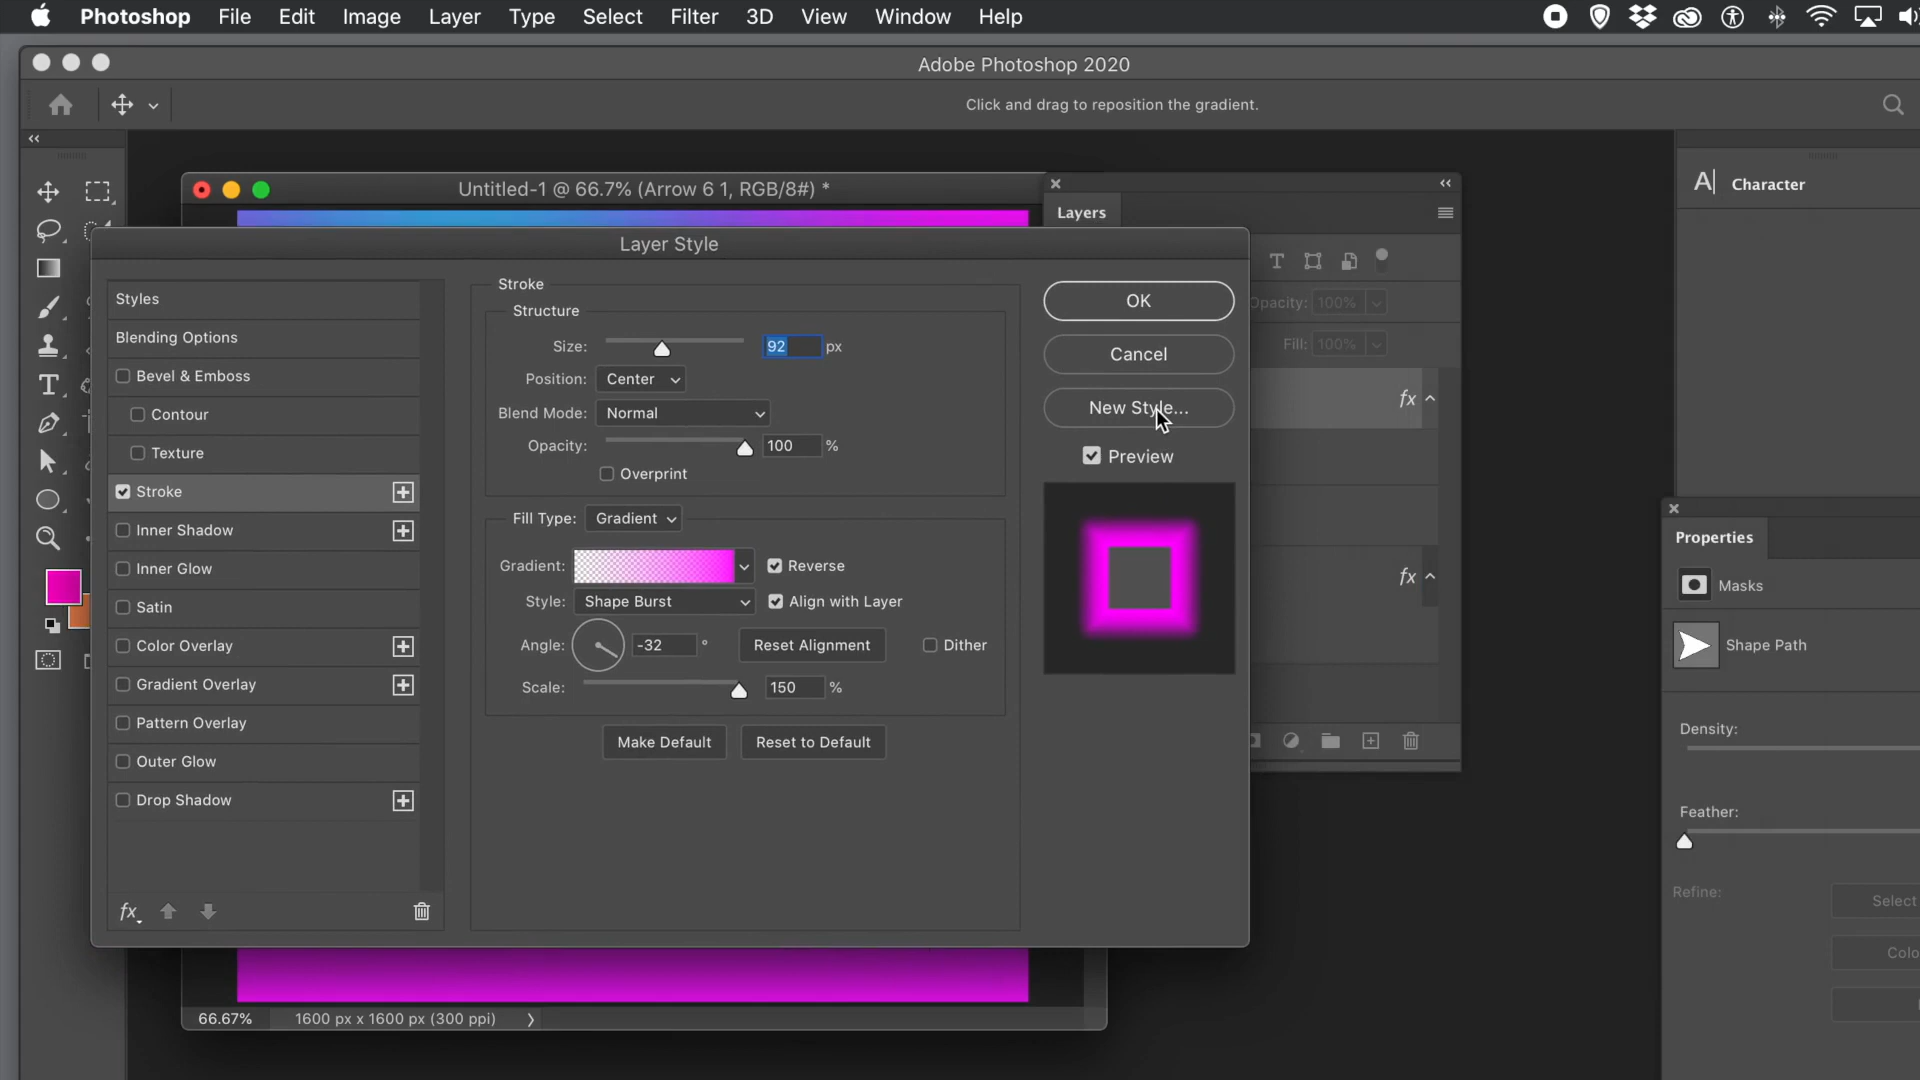 Photoshop File Edit Image Layer Type Select Filter 3D View Window Help
Adobe Photoshop 2020
Click and drag to reposition the gradient.
Untitled-1 @ 66.7% (Arrow 6 1, RGB/8#) *
Layers
A| Character
Layer Style
Styles
Blending Options
Bevel & Emboss
Contour
Texture
Stroke
Inner Shadow
Inner Glow
Satin
Color Overlay
Gradient Overlay
Pattern Overlay
Outer Glow
Drop Shadow
fx
Stroke
Structure
Size: 92 px
Position: Center
Blend Mode: Normal
Opacity: 100 %
Overprint
Fill Type: Gradient
Gradient: Reverse
Style: Shape Burst Align with Layer
Angle: -32 ° Reset Alignment Dither
Scale: 150 %
Make Default Reset to Default
OK
Cancel
New Style...
Preview
T
Opacity: 100%
Fill: 100%
fx
fx
Properties
Masks
Shape Path
Density:
Feather:
Refine:
Select
Colo
66.67% 1600 px x 1600 px (300 ppi)